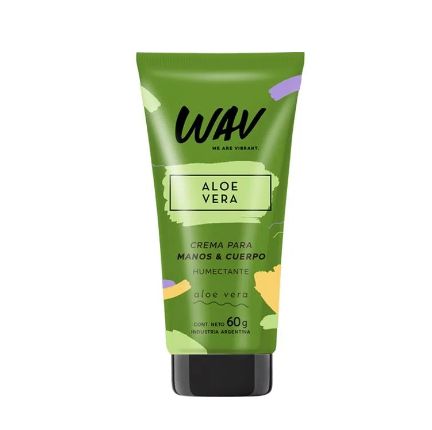 WAV
WE ARE VIBRANT.
ALOE
VERA
CREMA PARA
MANOS & CUERPO
HUMECTANTE
aloe vera
CONT. NETO 60g
INDUSTRIA ARGENTINA